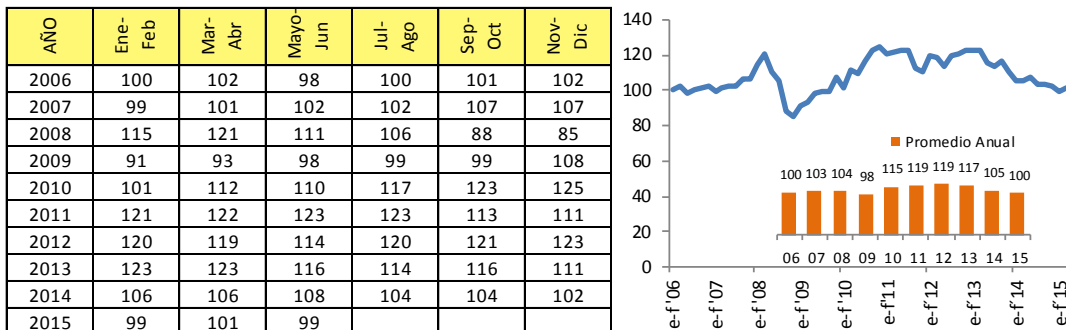 AÑO Ene-Feb Mar-Abr Mayo-Jun Jul-Ago Sep-Oct Nov-Dic
2006 100 102 98 100 101 102
2007 99 101 102 102 107 107
2008 115 121 111 106 88 85
2009 91 93 98 99 99 108
2010 101 112 110 117 123 125
2011 121 122 123 123 113 111
2012 120 119 114 120 121 123
2013 123 123 116 114 116 111
2014 106 106 108 104 104 102
2015 99 101 99
140
120
100
80
60
40
20
0
Promedio Anual
100 103 104 98 115 119 119 117 105 100
06 07 08 09 10 11 12 13 14 15
e-f'06 e-f'07 e-f'08 e-f'09 e-f'10 e-f'11 e-f'12 e-f'13 e-f'14 e-f'15